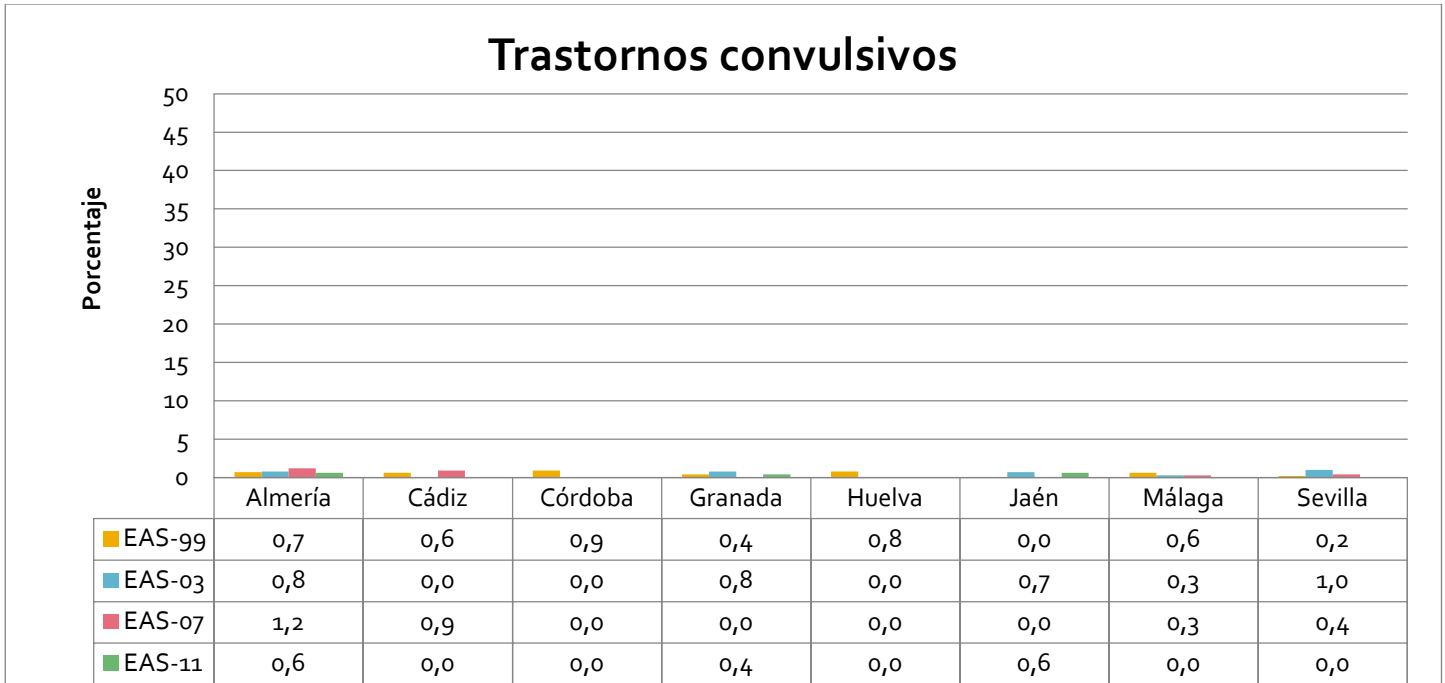 Trastornos convulsivos
Porcentaje
50
45
40
35
30
25
20
15
10
5
0
Almería Cádiz Córdoba Granada Huelva Jaén Málaga Sevilla
EAS-99 0,7 0,6 0,9 0,4 0,8 0,0 0,6 0,2
EAS-03 0,8 0,0 0,0 0,8 0,0 0,7 0,3 1,0
EAS-07 1,2 0,9 0,0 0,0 0,0 0,0 0,3 0,4
EAS-11 0,6 0,0 0,0 0,4 0,0 0,6 0,0 0,0